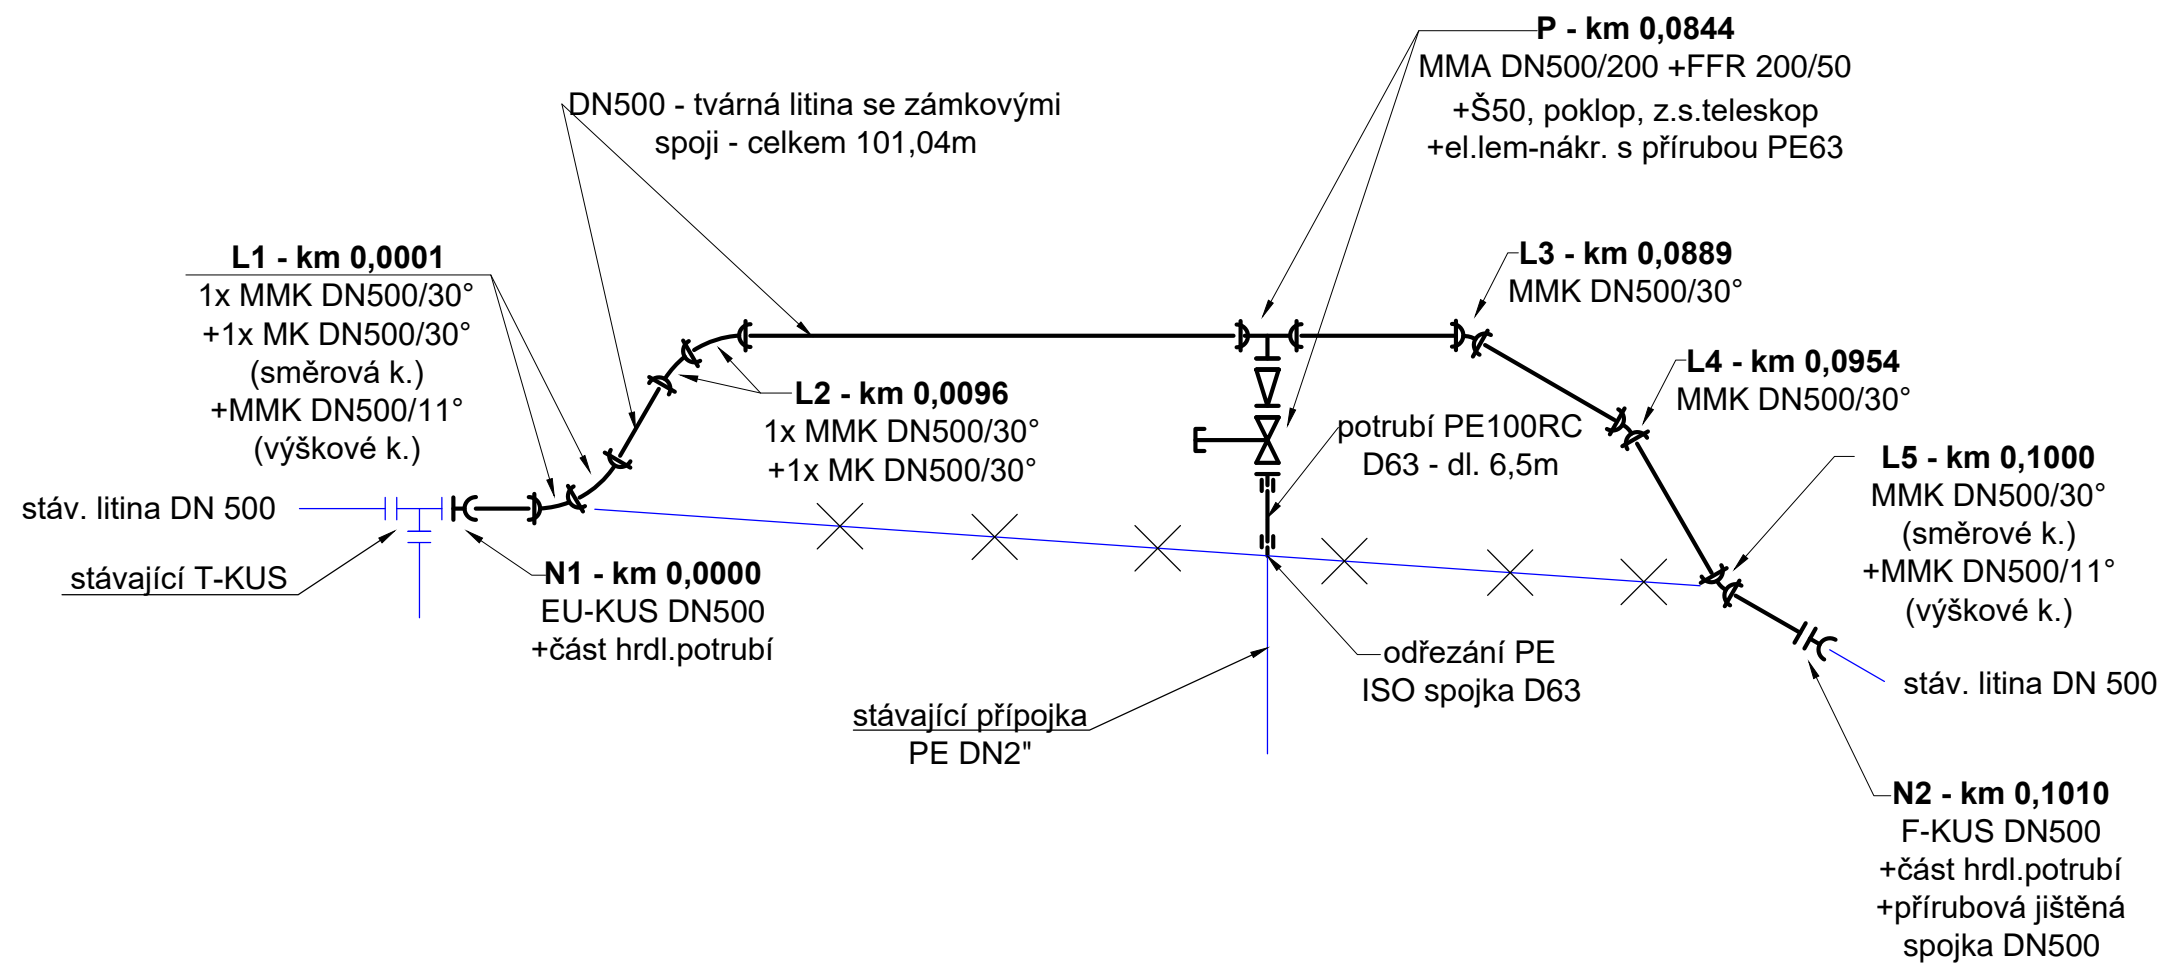 P - km 0,0844
MMA DN500/200 +FFR 200/50
+Š50, poklop, z.s.teleskop
+el.lem-nákr. s přírubou PE63
DN500 - tvárná litina se zámkovými
spoji - celkem 101,04m
L1 - km 0,0001
1x MMK DN500/30°
+1x MK DN500/30°
(směrová k.)
+MMK DN500/11°
(výškové k.)
L3 - km 0,0889
MMK DN500/30°
L2 - km 0,0096
1x MMK DN500/30°
+1x MK DN500/30°
L4 - km 0,0954
MMK DN500/30°
potrubí PE100RC
D63 - dl. 6,5m
L5 - km 0,1000
MMK DN500/30°
(směrové k.)
+MMK DN500/11°
(výškové k.)
stáv. litina DN 500
stávající T-KUS
N1 - km 0,0000
EU-KUS DN500
+část hrdl.potrubí
odřezání PE
ISO spojka D63
stáv. litina DN 500
stávající přípojka
PE DN2"
N2 - km 0,1010
F-KUS DN500
+část hrdl.potrubí
+přírubová jištěná
spojka DN500